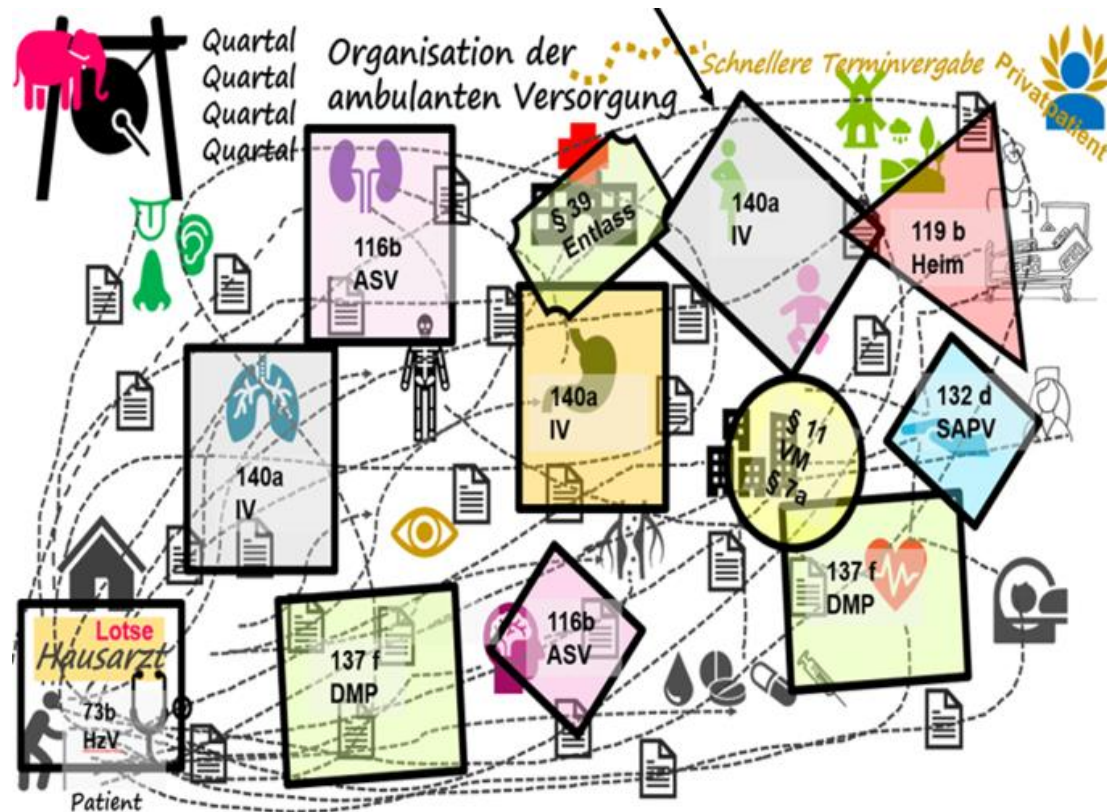 Quartal
Quartal
Quartal
Quartal
Organisation der
ambulanten Versorgung
Schnellere Terminvergabe
Privatpatient
116b
ASV
§ 39
Entlass
140a
IV
119 b
Heim
140a
IV
140a
IV
§ 11
VM
§ 7a
132 d
SAPV
137 f
DMP
Lotse
Hausarzt
73b
HzV
Patient
137 f
DMP
116b
ASV